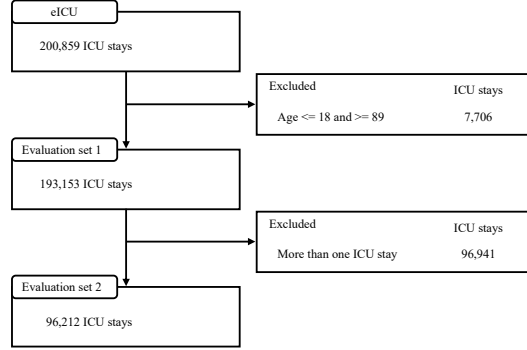 eICU
200,859 ICU stays
Excluded ICU stays
Age <= 18 and >= 89 7,706
Evaluation set 1
193,153 ICU stays
Excluded ICU stays
More than one ICU stay 96,941
Evaluation set 2
96,212 ICU stays